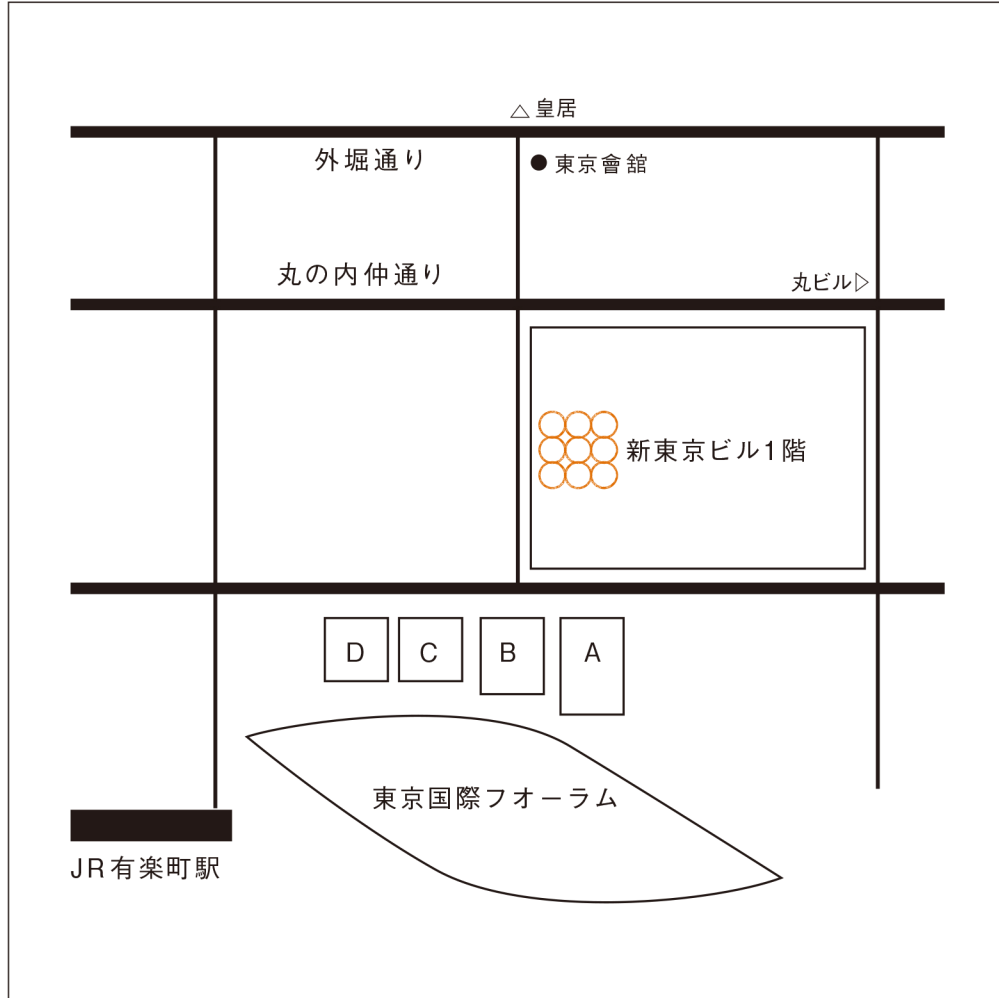 △ 皇居
外堀通り
● 東京會舘
丸の内仲通り
丸ビル▷
新東京ビル1階
D
C
B
A
東京国際フオーラム
JR有楽町駅